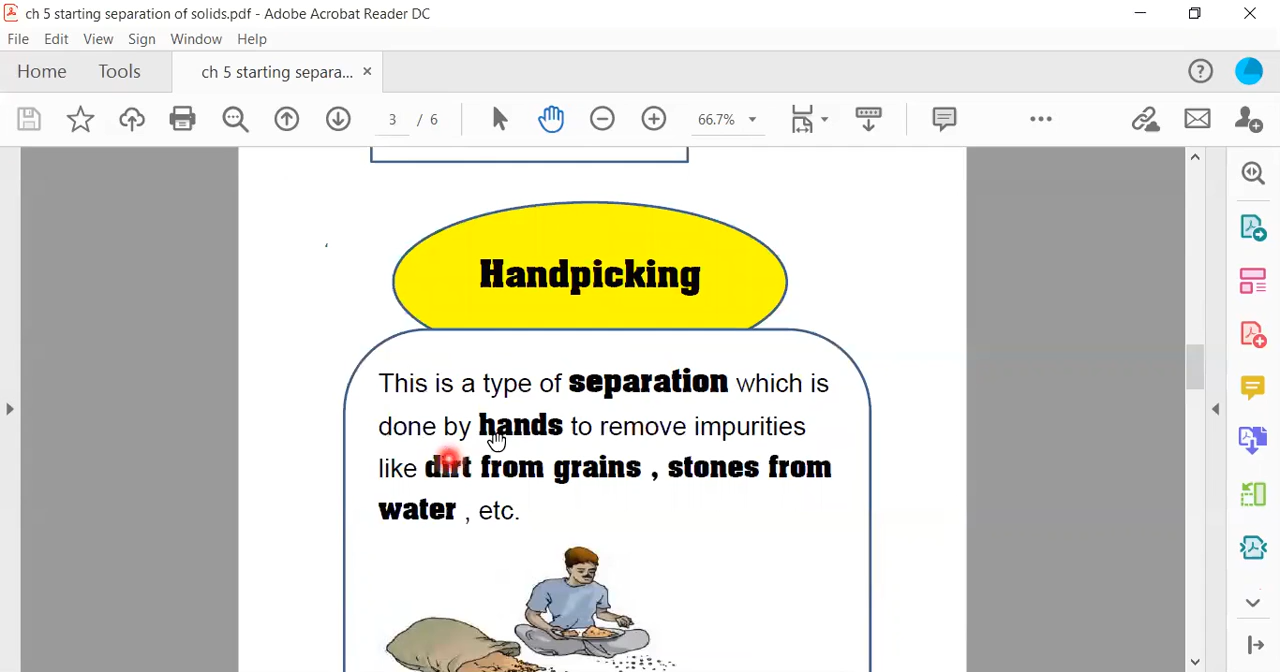 ch 5 starting separation of solids.pdf - Adobe Acrobat Reader DC
File Edit View Sign Window Help
Home Tools ch 5 starting separa... ×
3 / 6 66.7%
Handpicking
This is a type of separation which is
done by hands to remove impurities
like dirt from grains , stones from
water , etc.